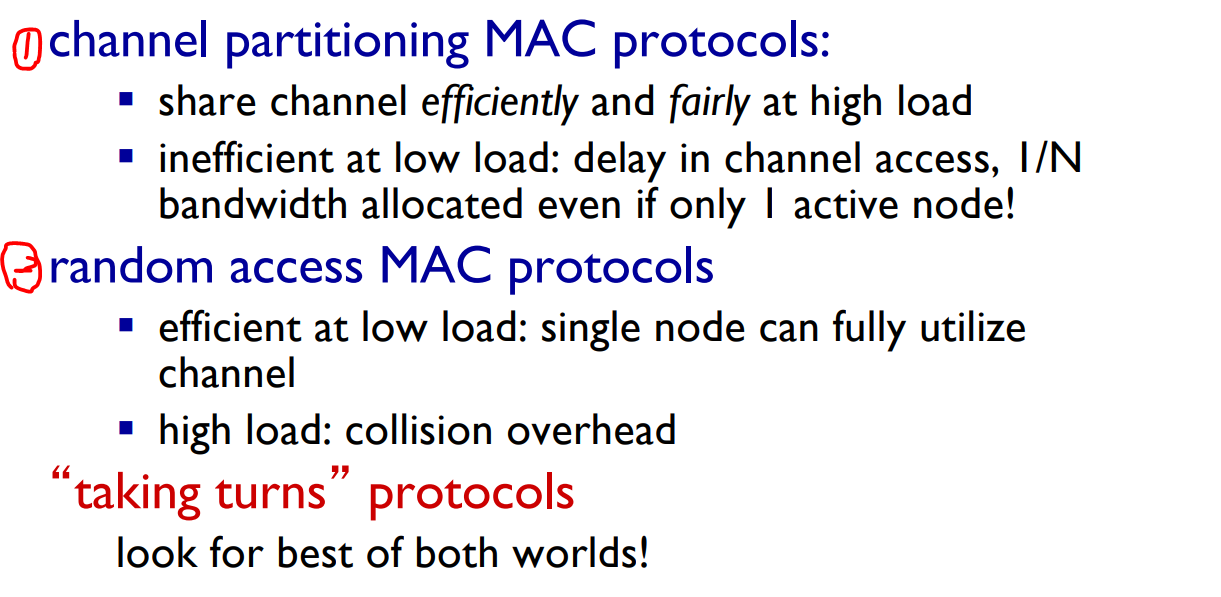 ① channel partitioning MAC protocols:
▪ share channel efficiently and fairly at high load
▪ inefficient at low load: delay in channel access, 1/N
bandwidth allocated even if only 1 active node!
random access MAC protocols
▪ efficient at low load: single node can fully utilize
channel
▪ high load: collision overhead
“taking turns” protocols
look for best of both worlds!